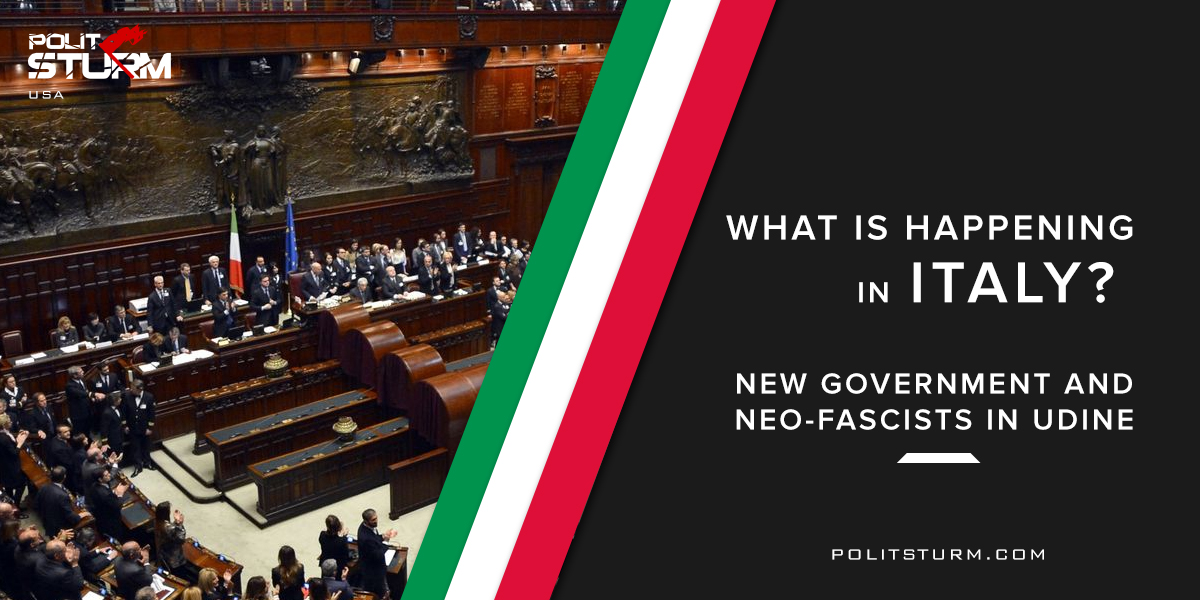 POLIT
STURM
USA
WHAT IS HAPPENING
IN ITALY?
NEW GOVERNMENT AND
NEO-FASCISTS IN UDINE
POLITSTURM.COM